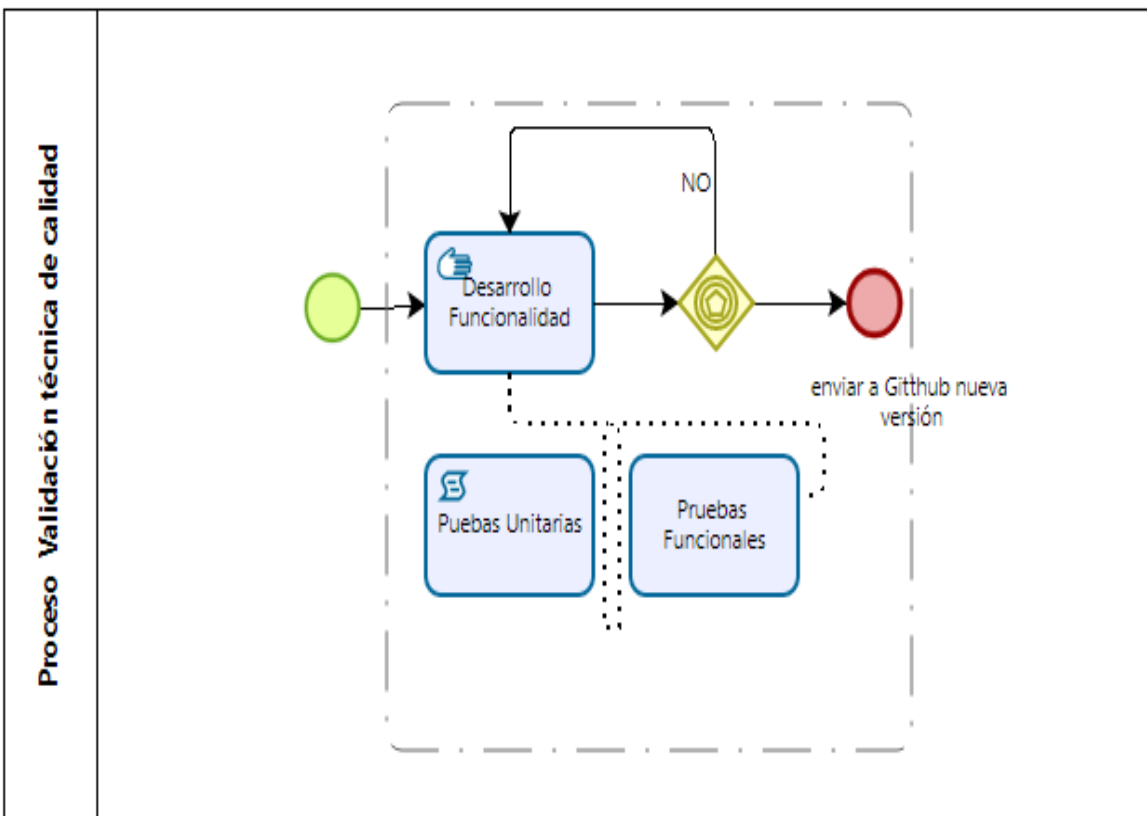 Proceso Validación técnica de calidad
NO
Desarrollo
Funcionalidad
enviar a Gitthub nueva
versión
Puebas Unitarias
Pruebas
Funcionales